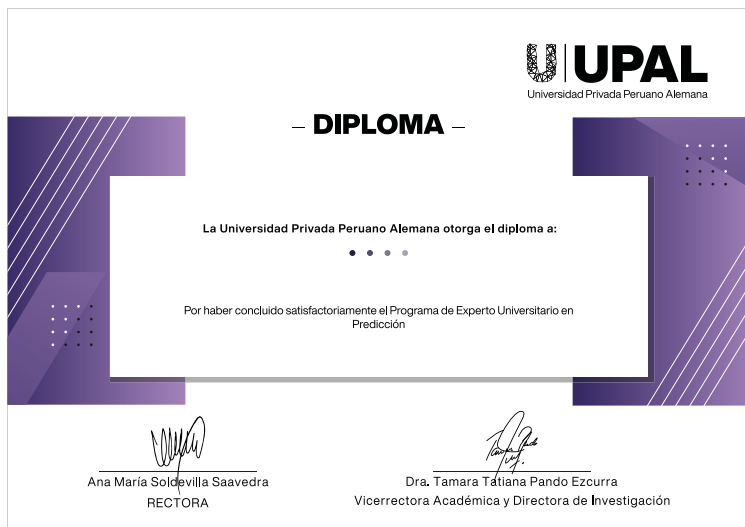 UPAL
Universidad Privada Peruano Alemana
– DIPLOMA –
La Universidad Privada Peruano Alemana otorga el diploma a:
Por haber concluido satisfactoriamente el Programa de Experto Universitario en
Predicción
Ana María Soldevilla Saavedra
RECTORA
Dra. Tamara Tatiana Pando Ezcurra
Vicerrectora Académica y Directora de Investigación